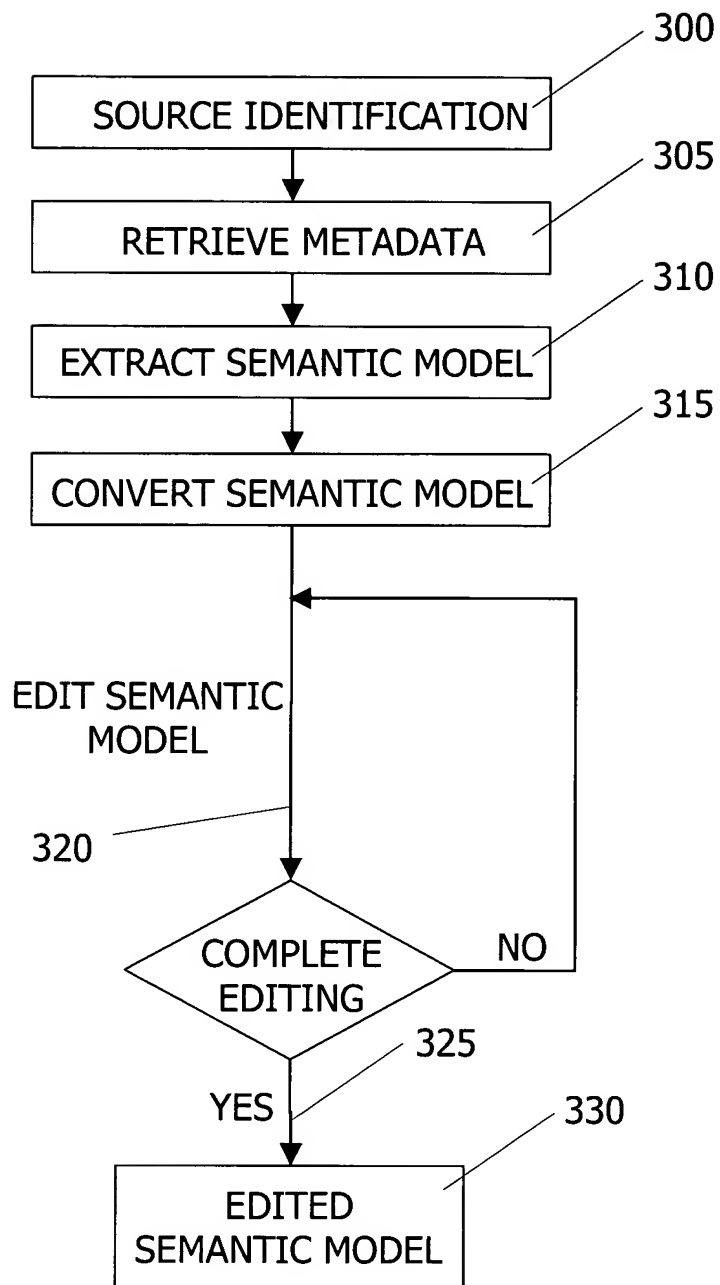 300
SOURCE IDENTIFICATION
305
RETRIEVE METADATA
310
EXTRACT SEMANTIC MODEL
315
CONVERT SEMANTIC MODEL
EDIT SEMANTIC
MODEL
320
COMPLETE
EDITING
NO
325
YES
330
EDITED
SEMANTIC MODEL